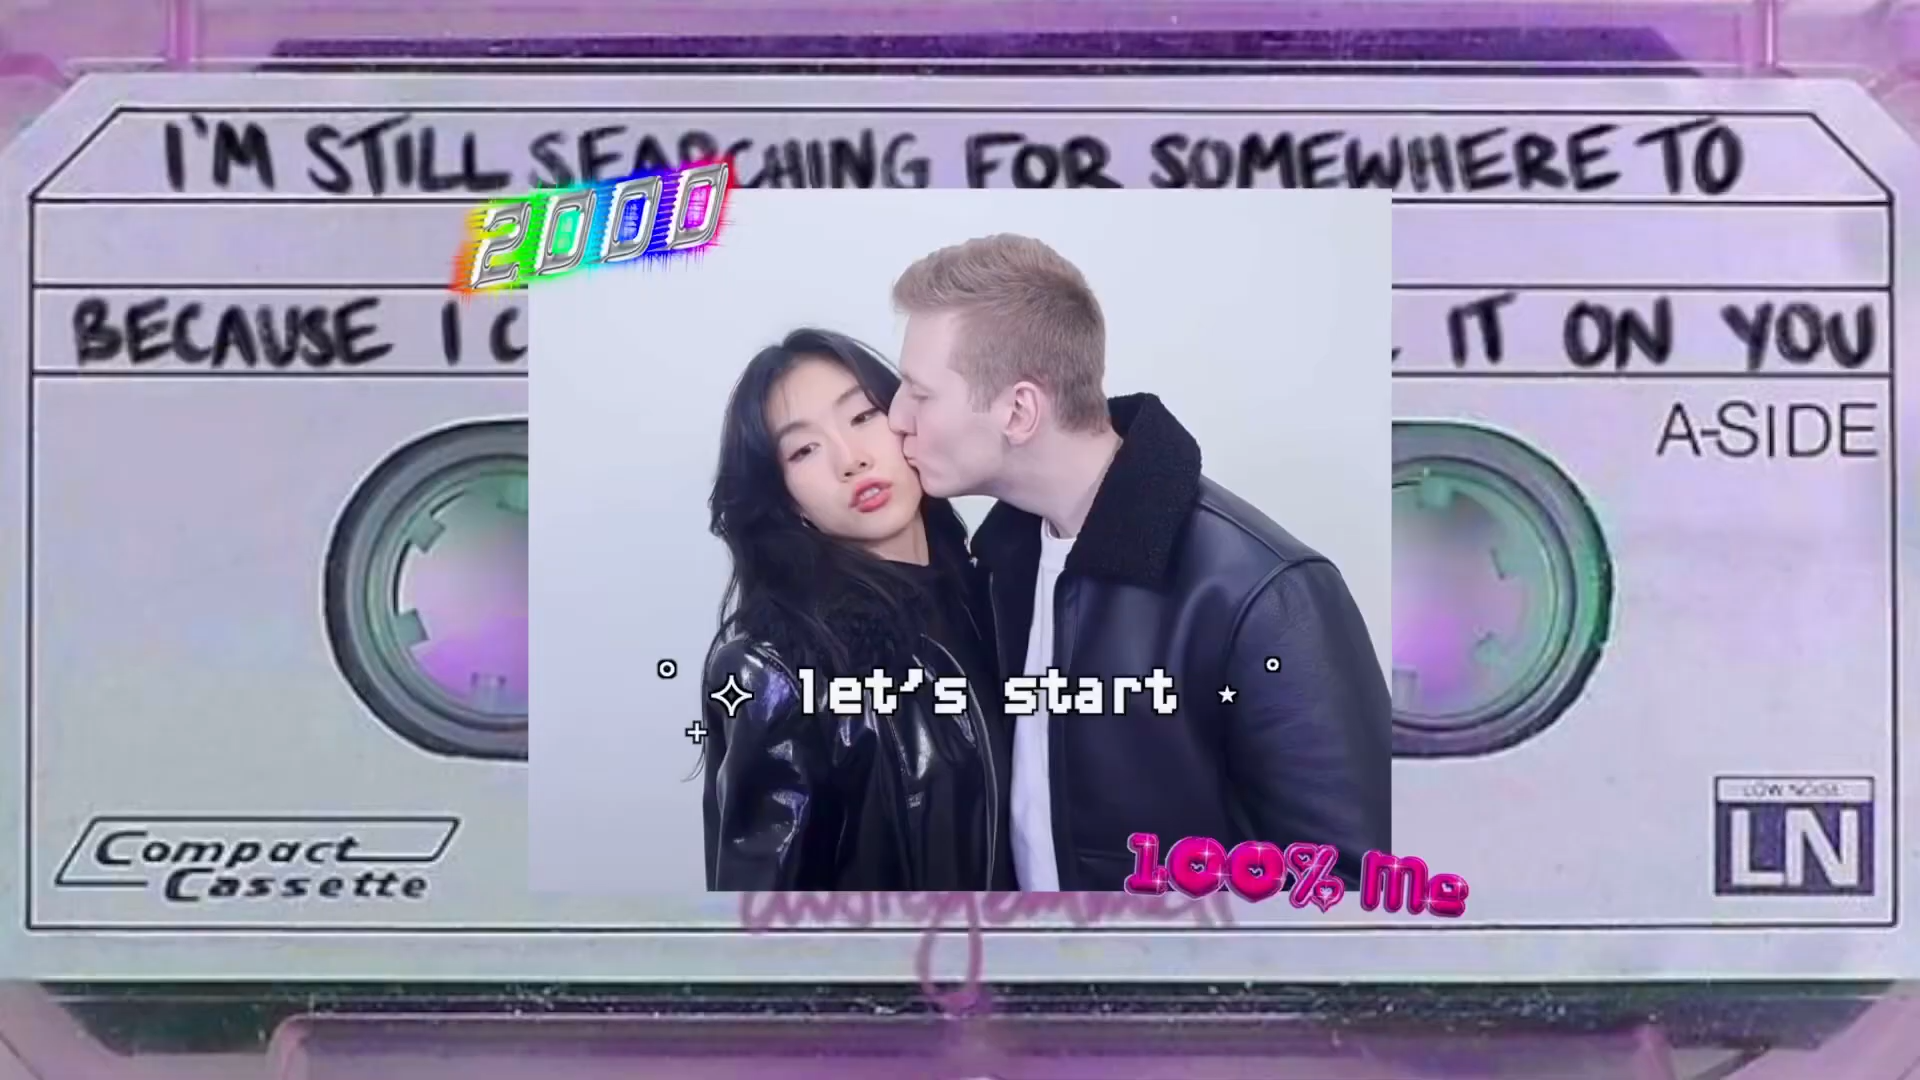 I'M STILL SEARCHING FOR SOMEWHERE TO
2000
BECAUSE I
IT ON YOU
A-SIDE
let's start
LOW NOISE
LN
Compact
Cassette
100% Me